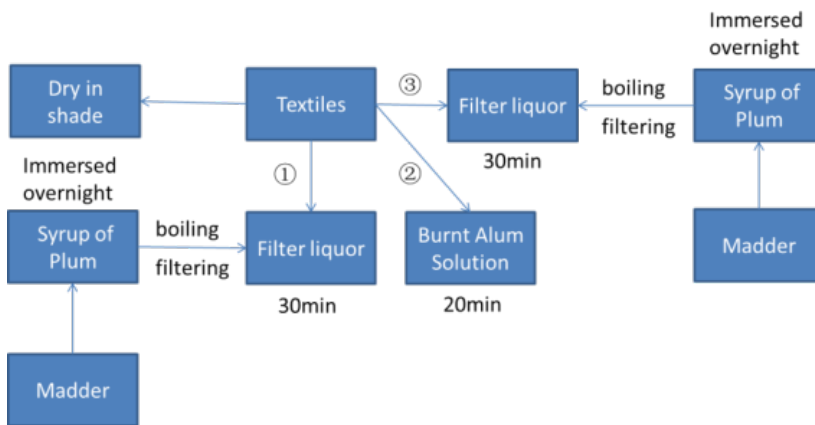 Immersed
overnight
Dry in
shade
Textiles
③
Filter liquor
boiling
filtering
Syrup of
Plum
30min
Immersed
overnight
①
②
Syrup of
Plum
boiling
filtering
Filter liquor
Burnt Alum
Solution
Madder
30min
20min
Madder